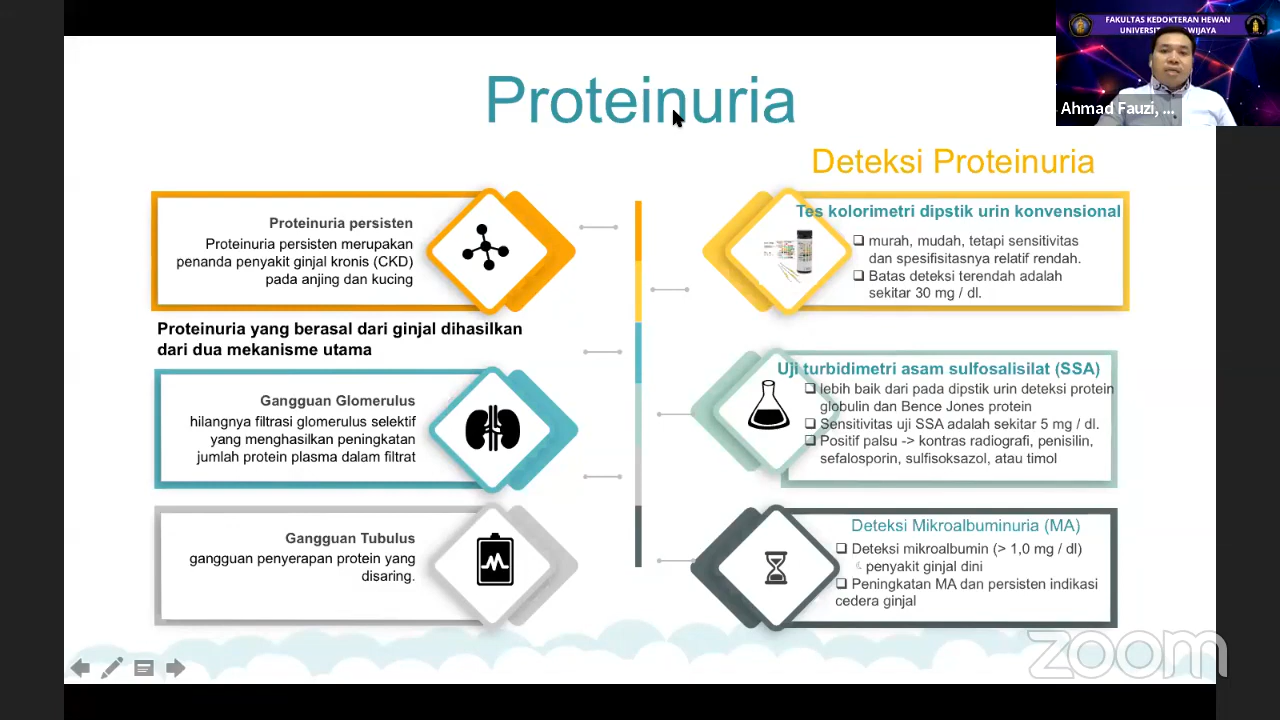 FAKULTAS KEDOKTERAN HEWAN
Ahmad Fauzi, ...
Proteinuria
Proteinuria persisten
Proteinuria persisten merupakan
penanda penyakit ginjal kronis (CKD)
pada anjing dan kucing
Proteinuria yang berasal dari ginjal dihasilkan
dari dua mekanisme utama
Gangguan Glomerulus
hilangnya filtrasi glomerulus selektif
yang menghasilkan peningkatan
jumlah protein plasma dalam filtrat
Gangguan Tubulus
gangguan penyerapan protein yang
disaring.
Deteksi Proteinuria
Tes kolorimetri dipstik urin konvensional
❑ murah, mudah, tetapi sensitivitas
dan spesifisitasnya relatif rendah.
❑ Batas deteksi terendah adalah
sekitar 30 mg / dl.
Uji turbidimetri asam sulfosalisilat (SSA)
❑ lebih baik dari pada dipstik urin deteksi protein
globulin dan Bence Jones protein
❑ Sensitivitas uji SSA adalah sekitar 5 mg / dl.
❑ Positif palsu -> kontras radiografi, penisilin,
sefalosporin, sulfisoksazol, atau timol
Deteksi Mikroalbuminuria (MA)
❑ Deteksi mikroalbumin (> 1,0 mg / dl)
penyakit ginjal dini
❑ Peningkatan MA dan persisten indikasi
cedera ginjal
zoom